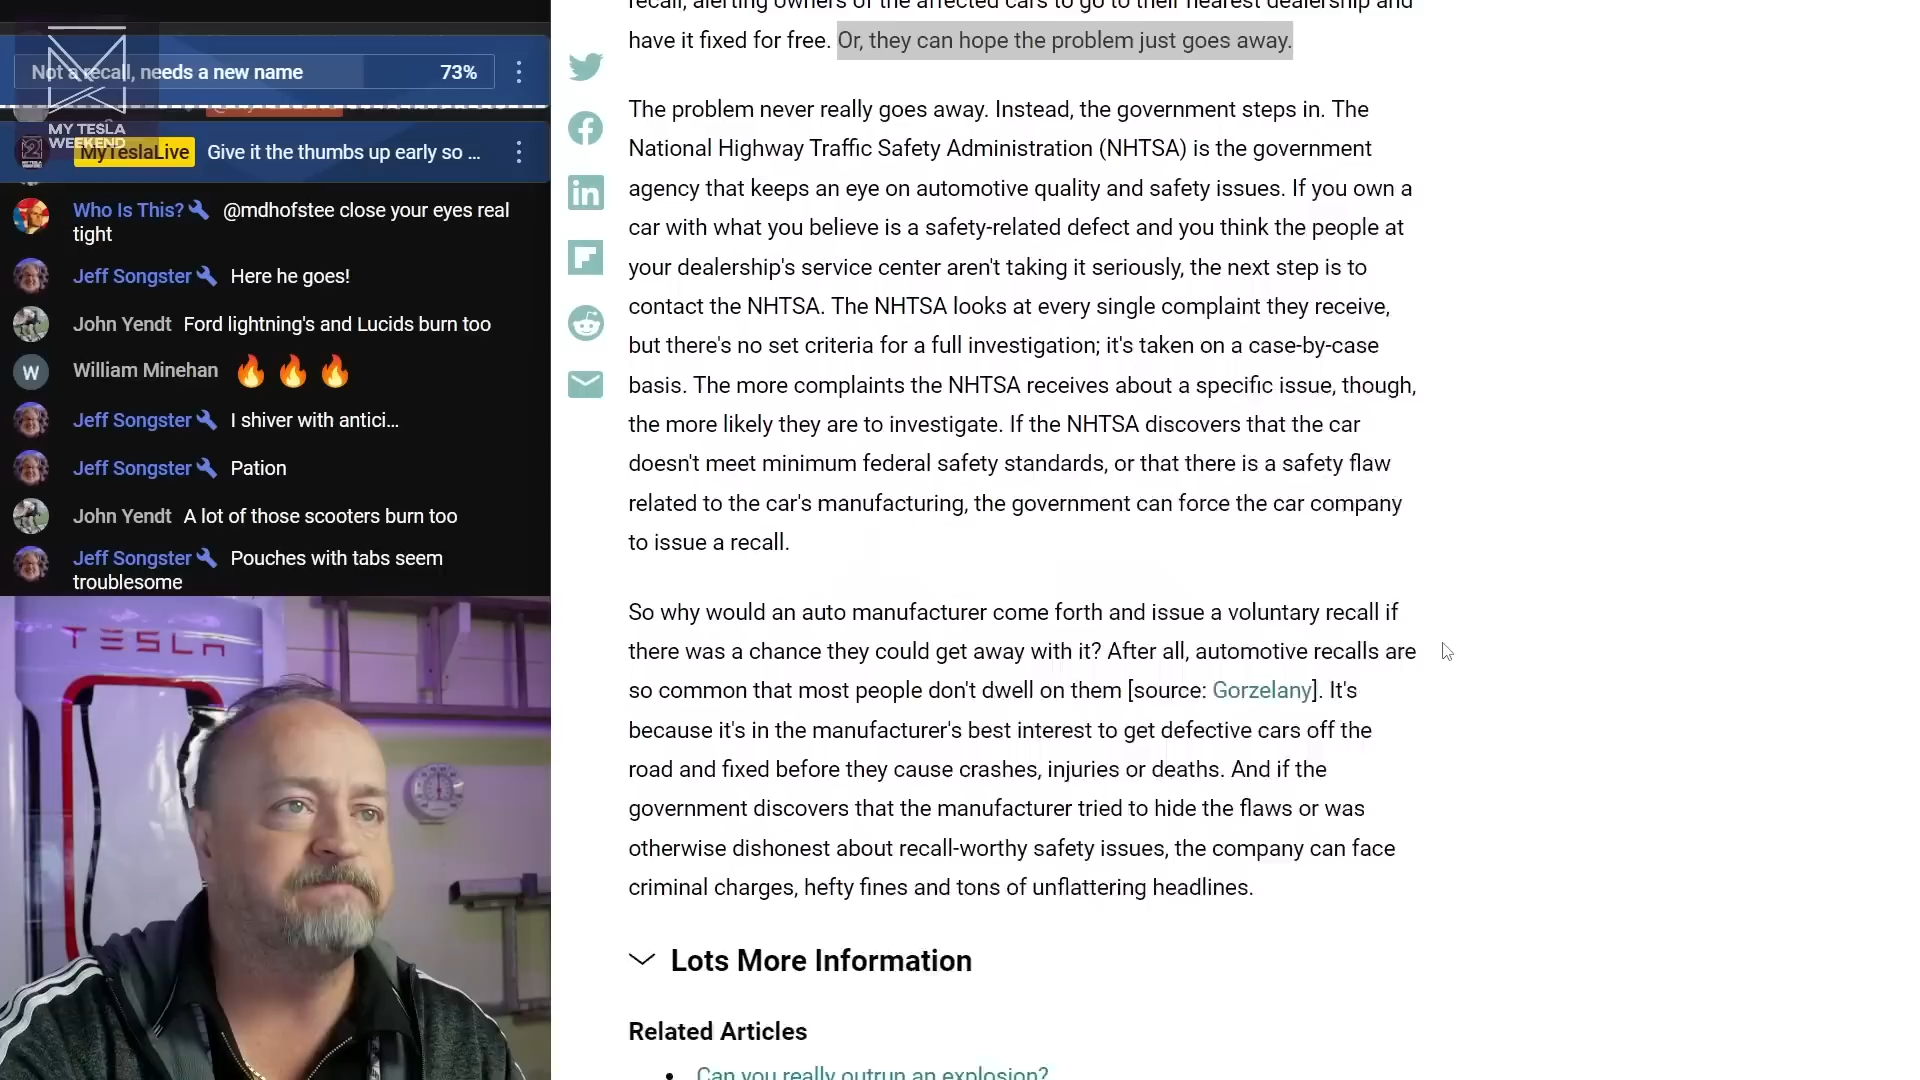 Not a recall, needs a new name
73%
MY TESLA
WEEKEND
MyTeslaLive Give it the thumbs up early so ...
Who Is This? @mdhofstee close your eyes real
tight
Jeff Songster Here he goes!
John Yendt Ford lightning's and Lucids burn too
W William Minehan 🔥 🔥 🔥
Jeff Songster I shiver with antici...
Jeff Songster Pation
John Yendt A lot of those scooters burn too
Jeff Songster Pouches with tabs seem
troublesome
TESLA
recall, alerting owners of the affected cars to go to their nearest dealership and
have it fixed for free. Or, they can hope the problem just goes away.
The problem never really goes away. Instead, the government steps in. The
National Highway Traffic Safety Administration (NHTSA) is the government
agency that keeps an eye on automotive quality and safety issues. If you own a
car with what you believe is a safety-related defect and you think the people at
your dealership's service center aren't taking it seriously, the next step is to
contact the NHTSA. The NHTSA looks at every single complaint they receive,
but there's no set criteria for a full investigation; it's taken on a case-by-case
basis. The more complaints the NHTSA receives about a specific issue, though,
the more likely they are to investigate. If the NHTSA discovers that the car
doesn't meet minimum federal safety standards, or that there is a safety flaw
related to the car's manufacturing, the government can force the car company
to issue a recall.
So why would an auto manufacturer come forth and issue a voluntary recall if
there was a chance they could get away with it? After all, automotive recalls are
so common that most people don't dwell on them [source: Gorzelany]. It's
because it's in the manufacturer's best interest to get defective cars off the
road and fixed before they cause crashes, injuries or deaths. And if the
government discovers that the manufacturer tried to hide the flaws or was
otherwise dishonest about recall-worthy safety issues, the company can face
criminal charges, hefty fines and tons of unflattering headlines.
Lots More Information
Related Articles
• Can you really outrun an explosion?